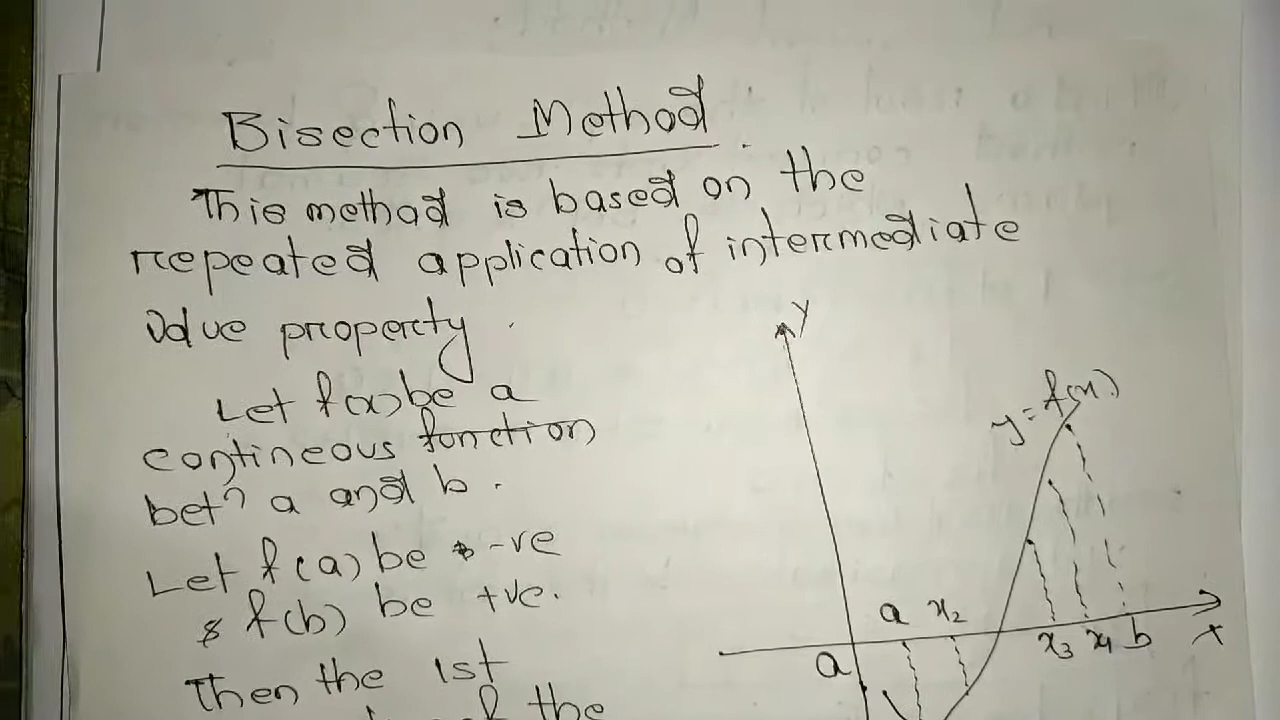 Bisection Method
This method is based on the
repeated application of intermediate
value property.
Let f(x) be a
contineous function
betⁿ a and b.
Let f(a) be -ve
& f(b) be +ve.
Then the 1st
the
y
y=f(x)
a x2
x3 x4 b x
a